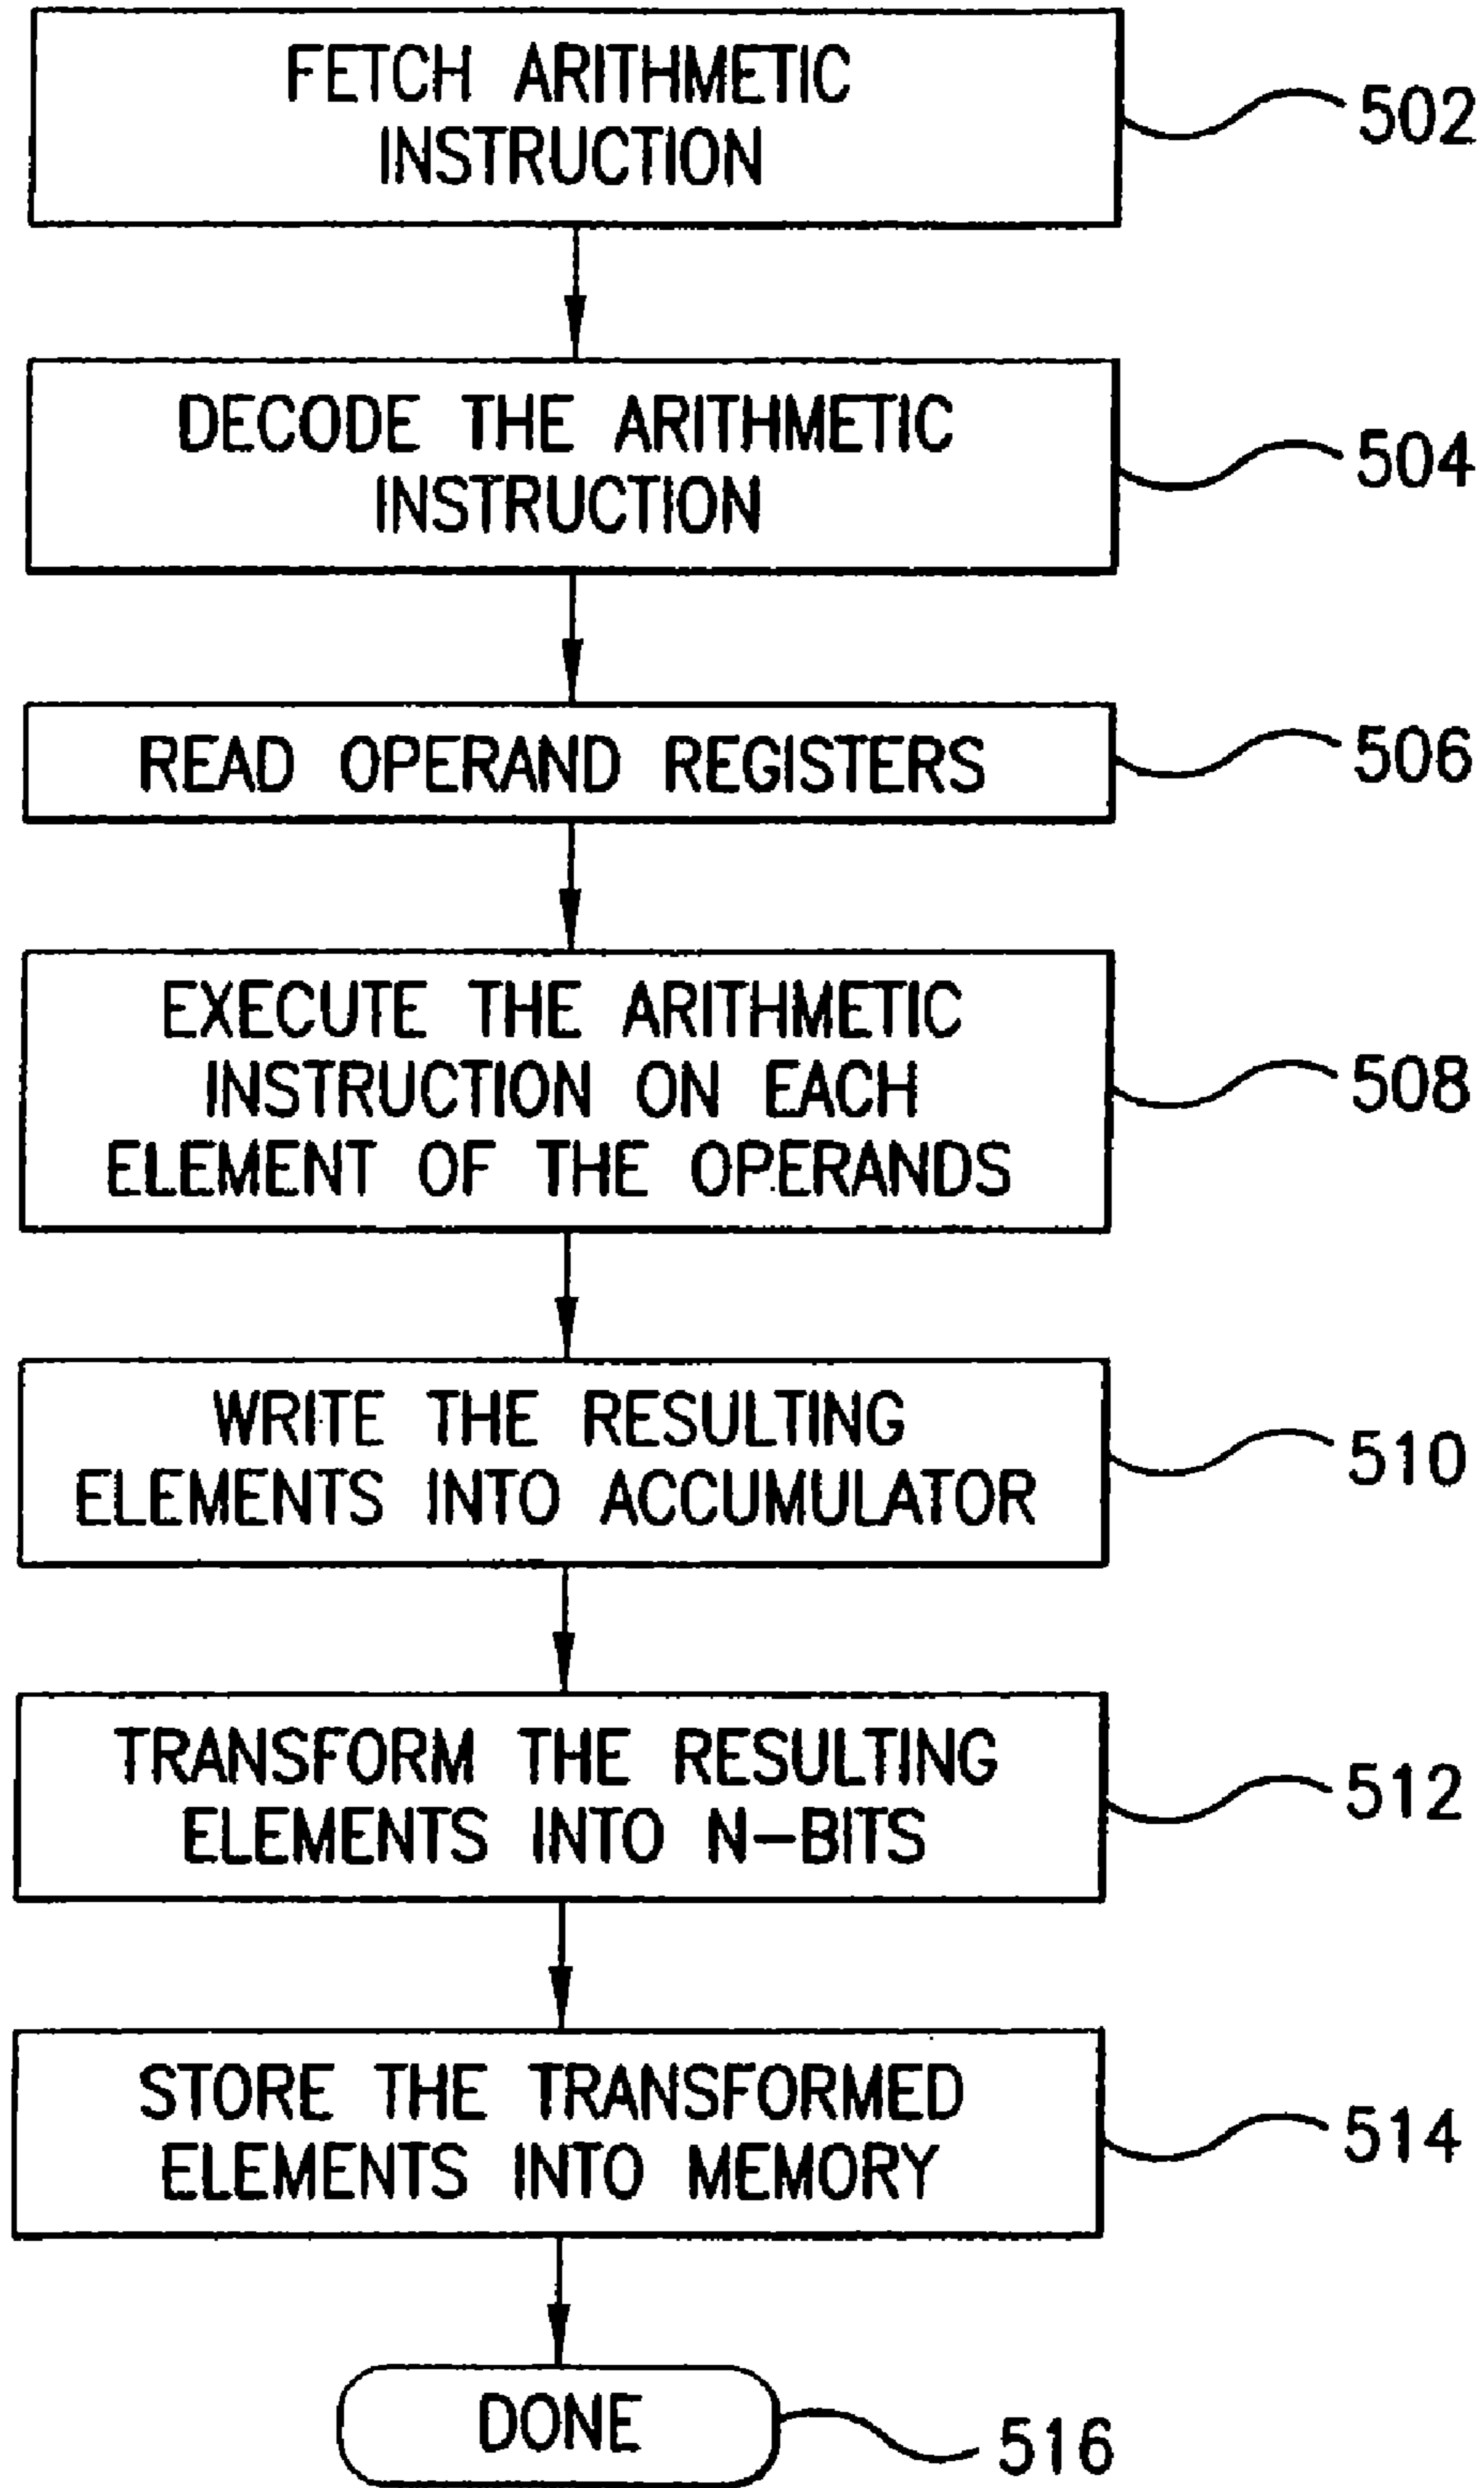 FETCH ARITHMETIC
INSTRUCTION
502
DECODE THE ARITHMETIC
INSTRUCTION
504
READ OPERAND REGISTERS
506
EXECUTE THE ARITHMETIC
INSTRUCTION ON EACH
ELEMENT OF THE OPERANDS
508
WRITE THE RESULTING
ELEMENTS INTO ACCUMULATOR
510
TRANSFORM THE RESULTING
ELEMENTS INTO N-BITS
512
STORE THE TRANSFORMED
ELEMENTS INTO MEMORY
514
DONE
516